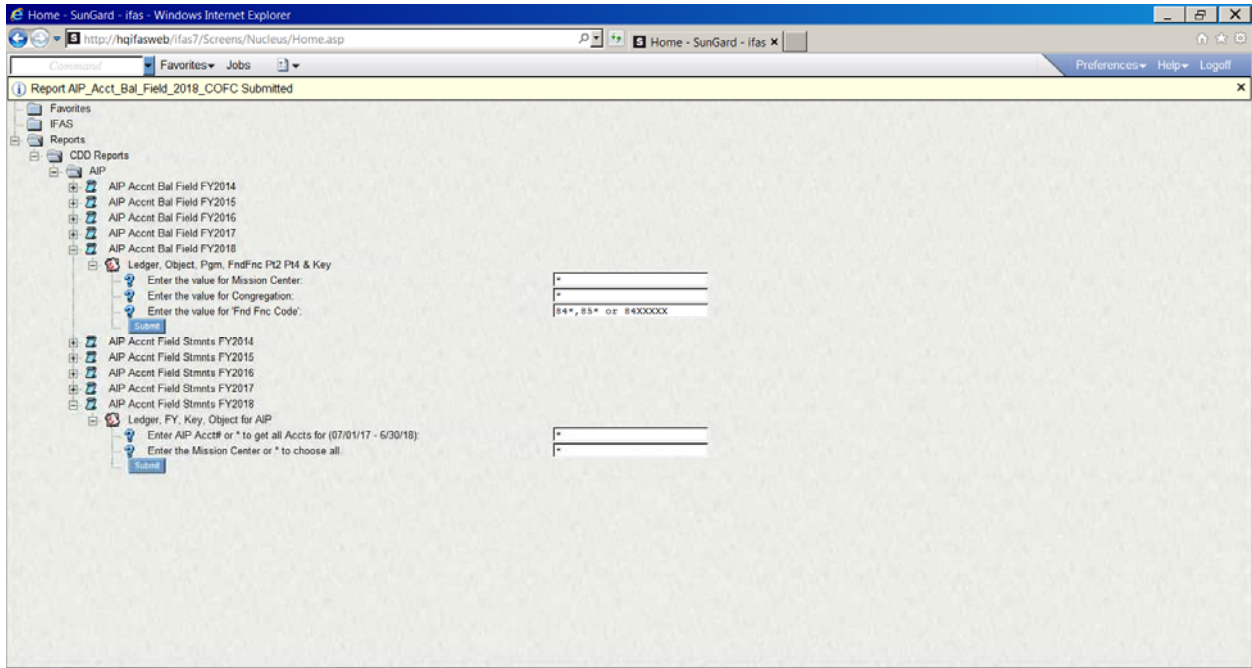 Home - SunGard - ifas - Windows Internet Explorer
http://hqifasweb/ifas7/Screens/Nucleus/Home.asp
Home - SunGard - ifas
Command Favorites Jobs Preferences Help Logoff
Report AIP_Acct_Bal_Field_2018_COFC Submitted
Favorites
IFAS
Reports
CDD Reports
AIP
AIP Accnt Bal Field FY2014
AIP Accnt Bal Field FY2015
AIP Accnt Bal Field FY2016
AIP Accnt Bal Field FY2017
AIP Accnt Bal Field FY2018
Ledger, Object, Pgm, FndFnc Pt2 Pt4 & Key
Enter the value for Mission Center: *
Enter the value for Congregation: *
Enter the value for 'Fnd Fnc Code': 84*,85* or 84XXXXX
Submit
AIP Accnt Field Stmnts FY2014
AIP Accnt Field Stmnts FY2015
AIP Accnt Field Stmnts FY2016
AIP Accnt Field Stmnts FY2017
AIP Accnt Field Stmnts FY2018
Ledger, FY, Key, Object for AIP
Enter AIP Acct# or * to get all Accts for (07/01/17 - 6/30/18): *
Enter the Mission Center or * to choose all *
Submit